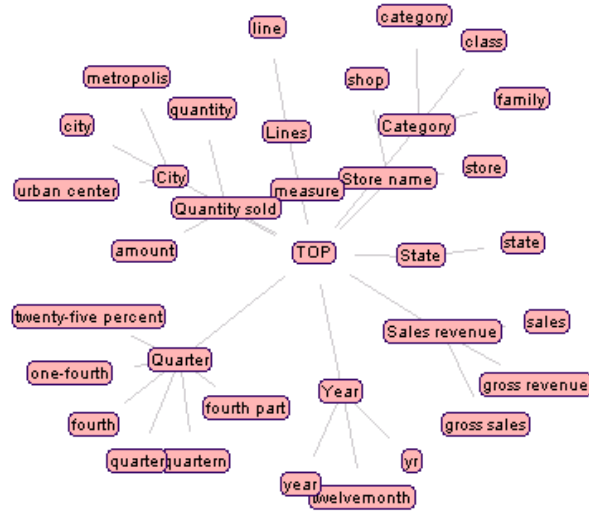 category
line
class
metropolis
shop
quantity
family
city
Lines
Category
store
City
Store name
urban center
measure
Quantity sold
state
amount
TOP
State
twenty-five percent
Sales revenue
sales
Quarter
one-fourth
gross revenue
Year
fourth part
fourth
gross sales
quarter
quartern
yr
year
twelvemonth